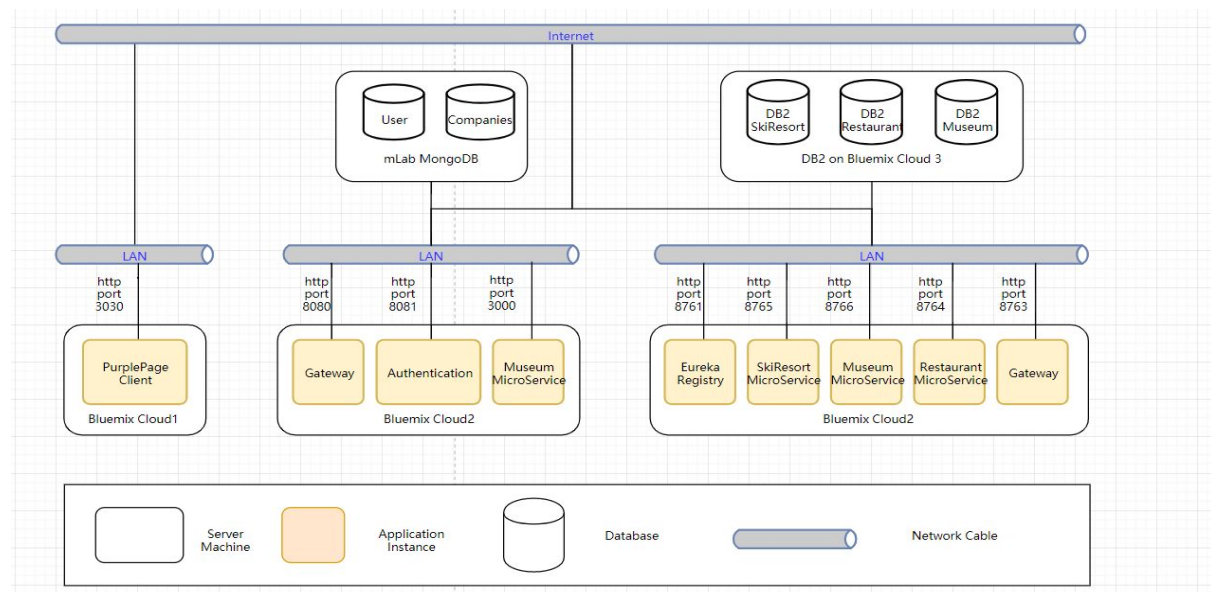 Internet
User
Companies
mLab MongoDB
DB2
SkiResort
DB2
Restaurant
DB2
Museum
DB2 on Bluemix Cloud 3
LAN
LAN
LAN
http
port
3030
http
port
8080
http
port
8081
http
port
3000
http
port
8761
http
port
8765
http
port
8766
http
port
8764
http
port
8763
PurplePage
Client
Bluemix Cloud1
Gateway
Authentication
Museum
MicroService
Bluemix Cloud2
Eureka
Registry
SkiResort
MicroService
Museum
MicroService
Restaurant
MicroService
Gateway
Bluemix Cloud2
Server
Machine
Application
Instance
Database
Network Cable